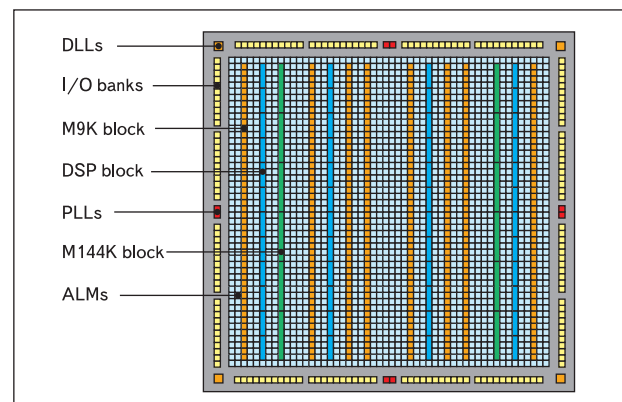 DLLs
I/O banks
M9K block
DSP block
PLLs
M144K block
ALMs